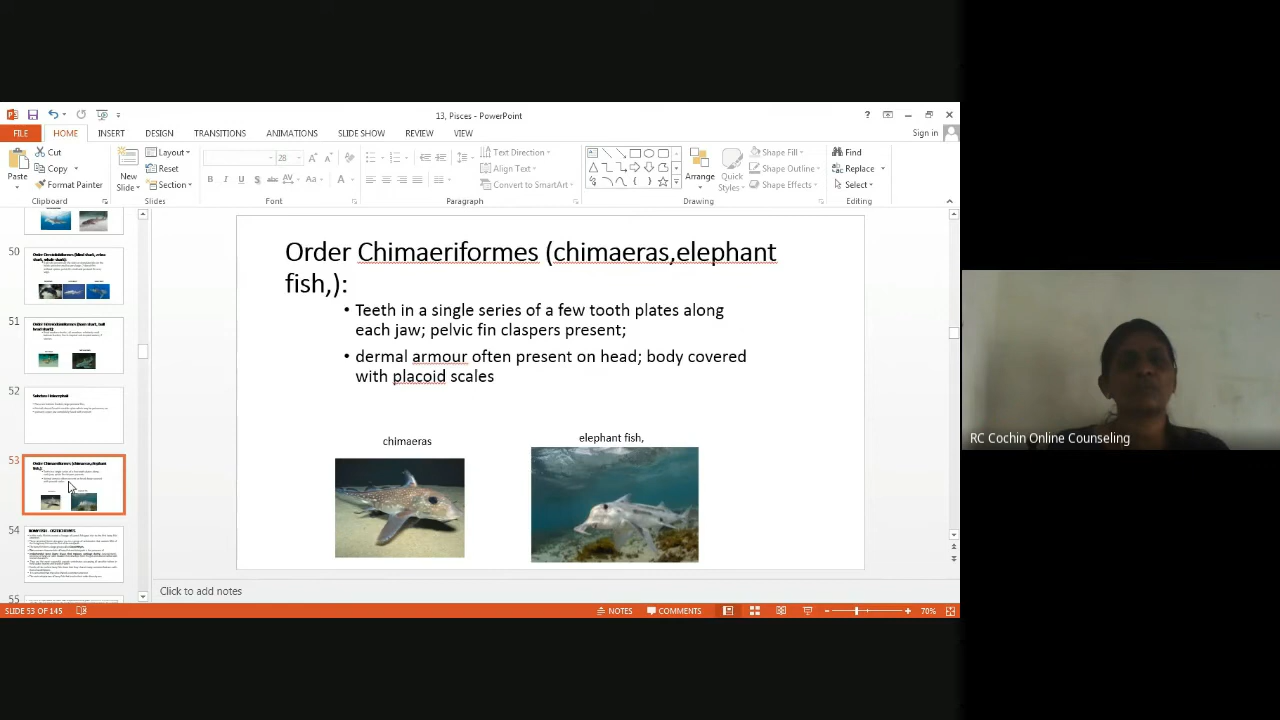 13, Pisces - PowerPoint
Sign in
FILE
HOME
INSERT
DESIGN
TRANSITIONS
ANIMATIONS
SLIDE SHOW
REVIEW
VIEW
Paste
Cut
Copy
Format Painter
Clipboard
New
Slide
Layout
Reset
Section
Slides
28
Font
Text Direction
Align Text
Convert to SmartArt
Paragraph
Arrange
Quick
Styles
Shape Fill
Shape Outline
Shape Effects
Drawing
Find
Replace
Select
Editing
50
51
52
53
54
55
Order Chimaeriformes (chimaeras,elephant
fish,):
• Teeth in a single series of a few tooth plates along
each jaw; pelvic fin claspers present;
• dermal armour often present on head; body covered
with placoid scales
chimaeras
elephant fish,
Click to add notes
SLIDE 53 OF 145
NOTES
COMMENTS
70%
RC Cochin Online Counseling